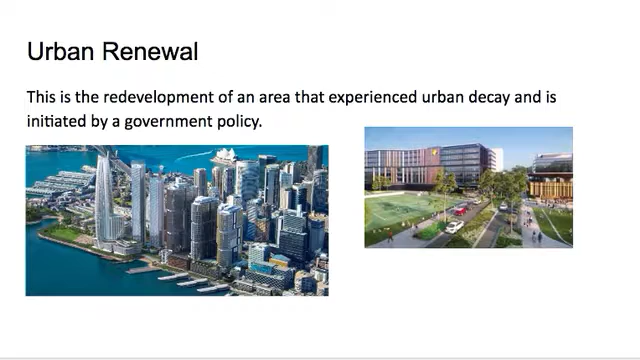 Urban Renewal
This is the redevelopment of an area that experienced urban decay and is
initiated by a government policy.